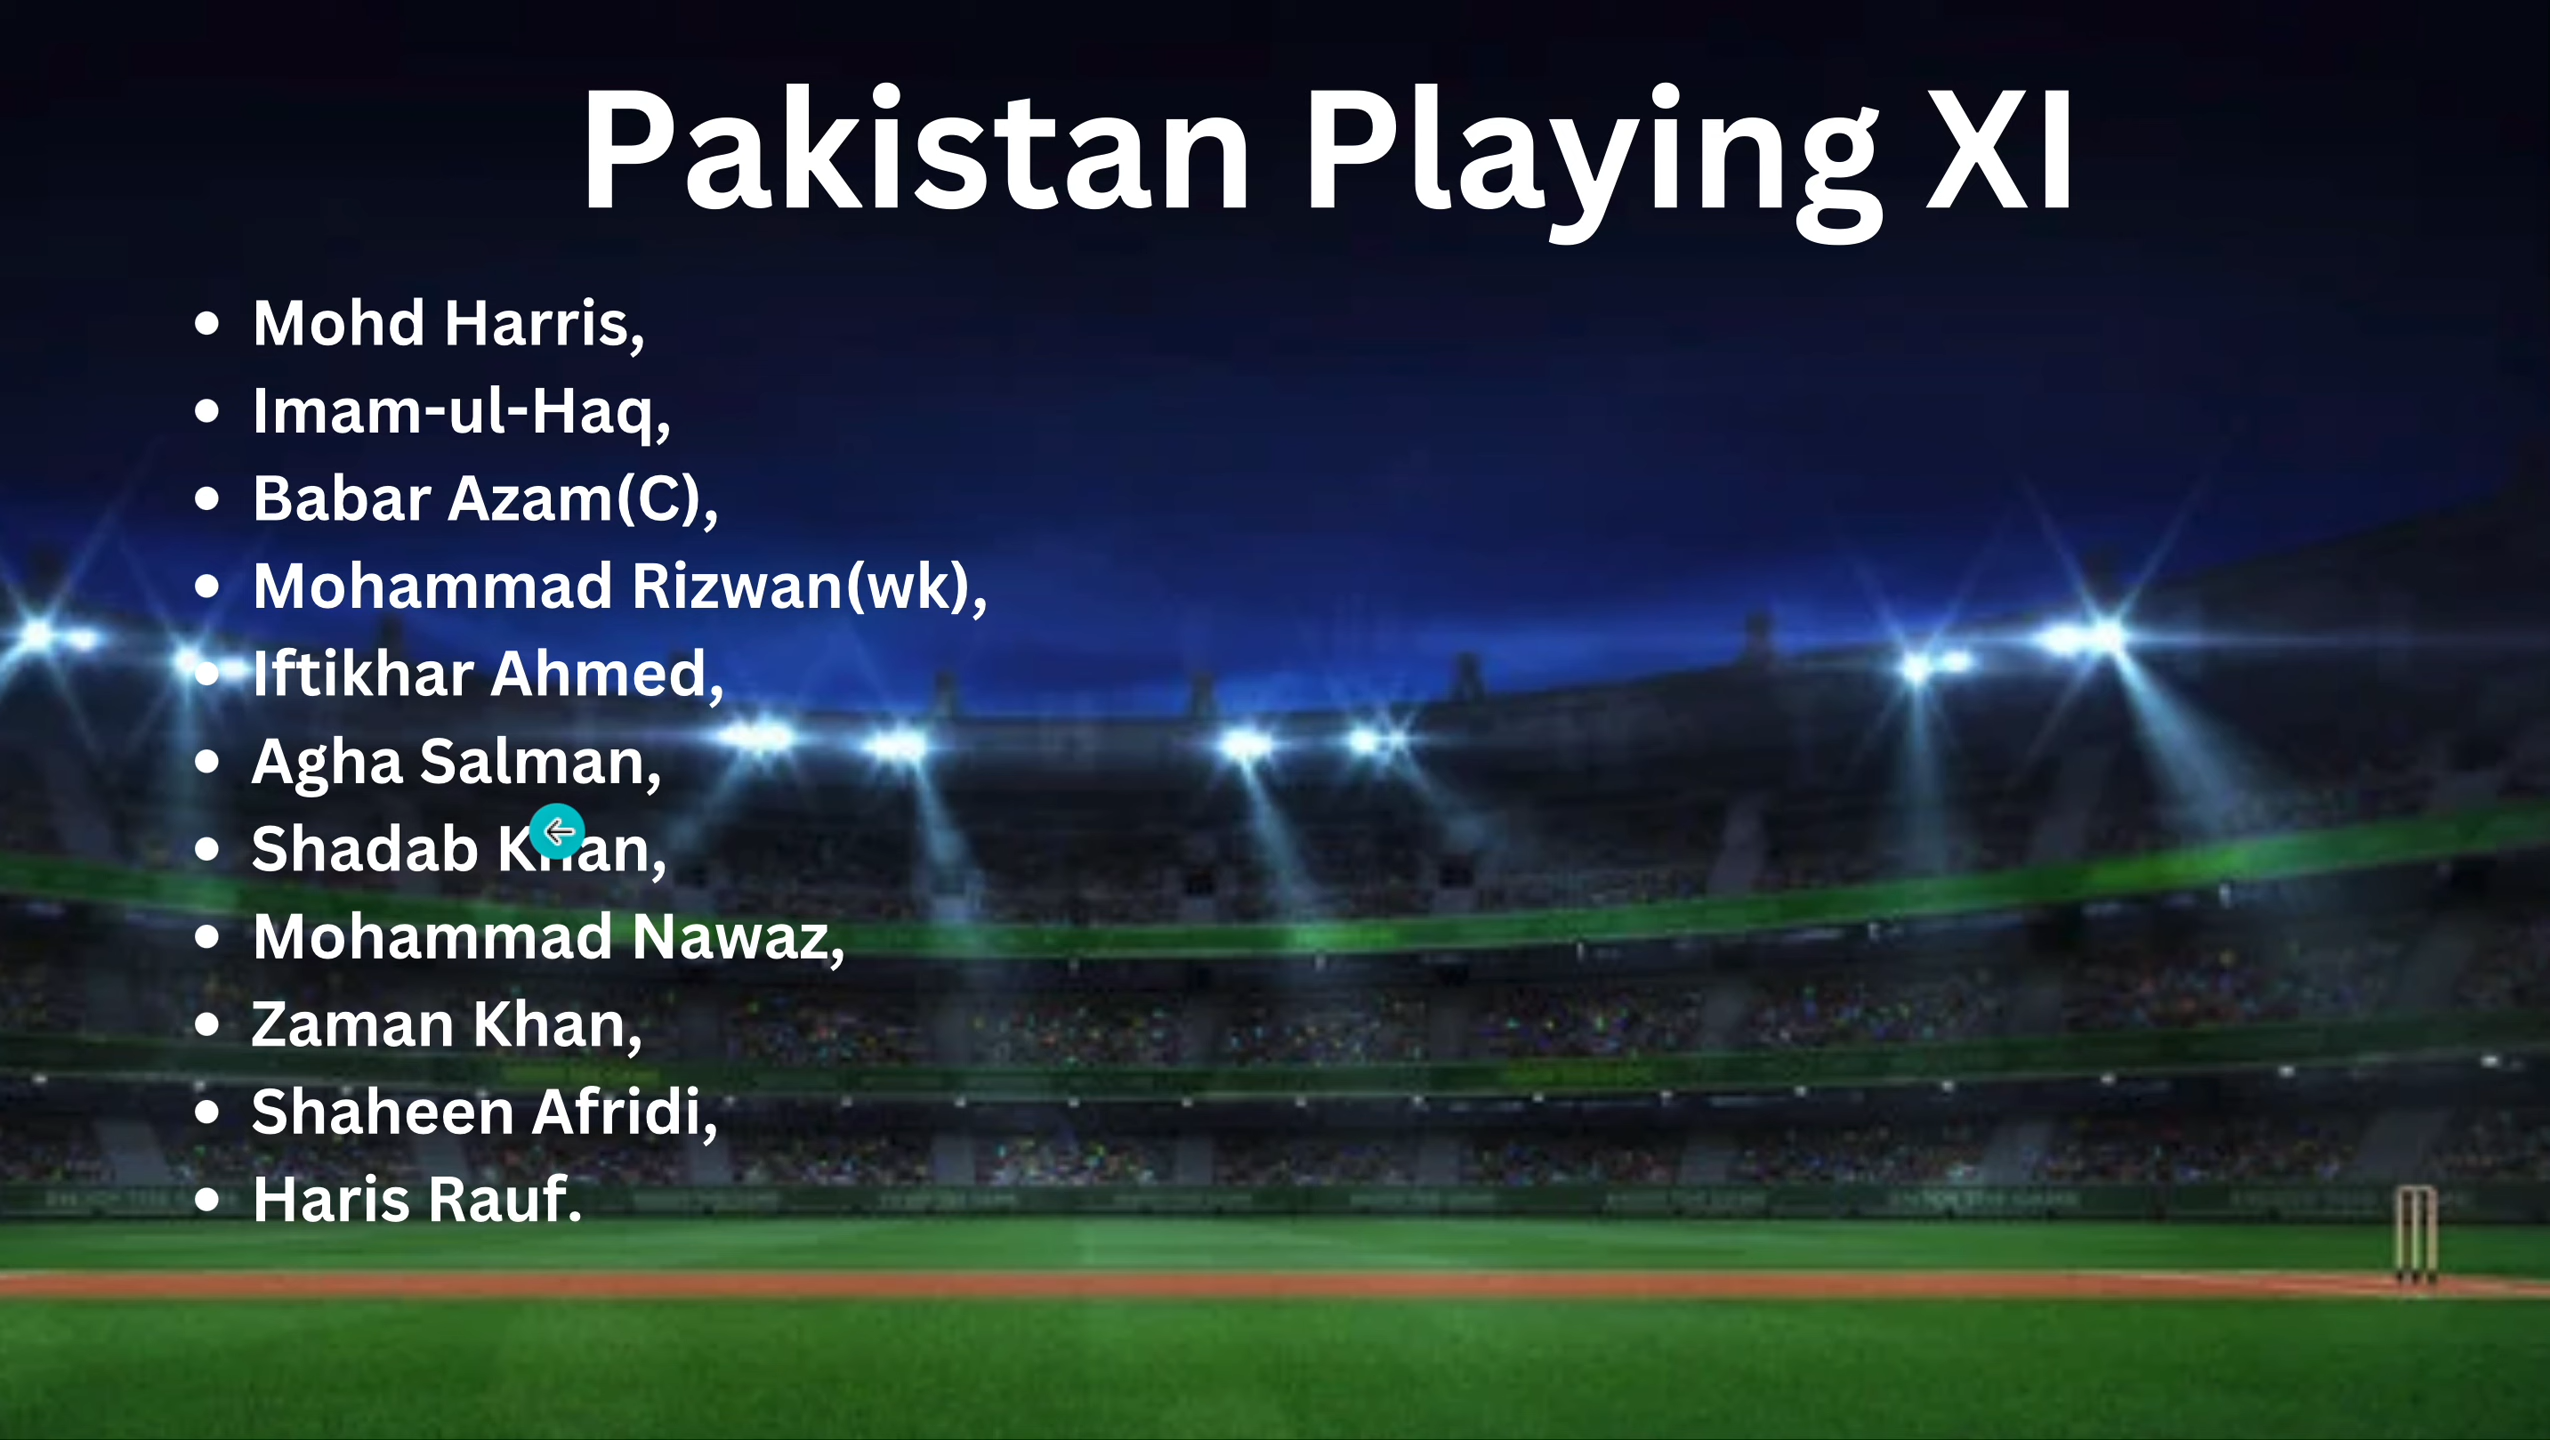 Pakistan Playing XI
• Mohd Harris,
• Imam-ul-Haq,
• Babar Azam(C),
• Mohammad Rizwan(wk),
• Iftikhar Ahmed,
• Agha Salman,
• Shadab Khan,
• Mohammad Nawaz,
• Zaman Khan,
• Shaheen Afridi,
• Haris Rauf.